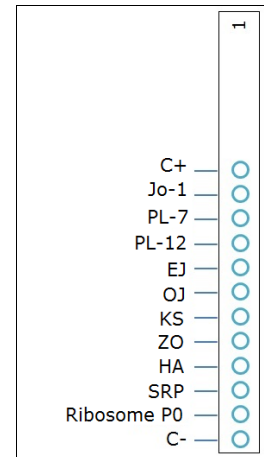 1
C+
Jo-1
PL-7
PL-12
EJ
OJ
KS
ZO
HA
SRP
Ribosome P0
C-